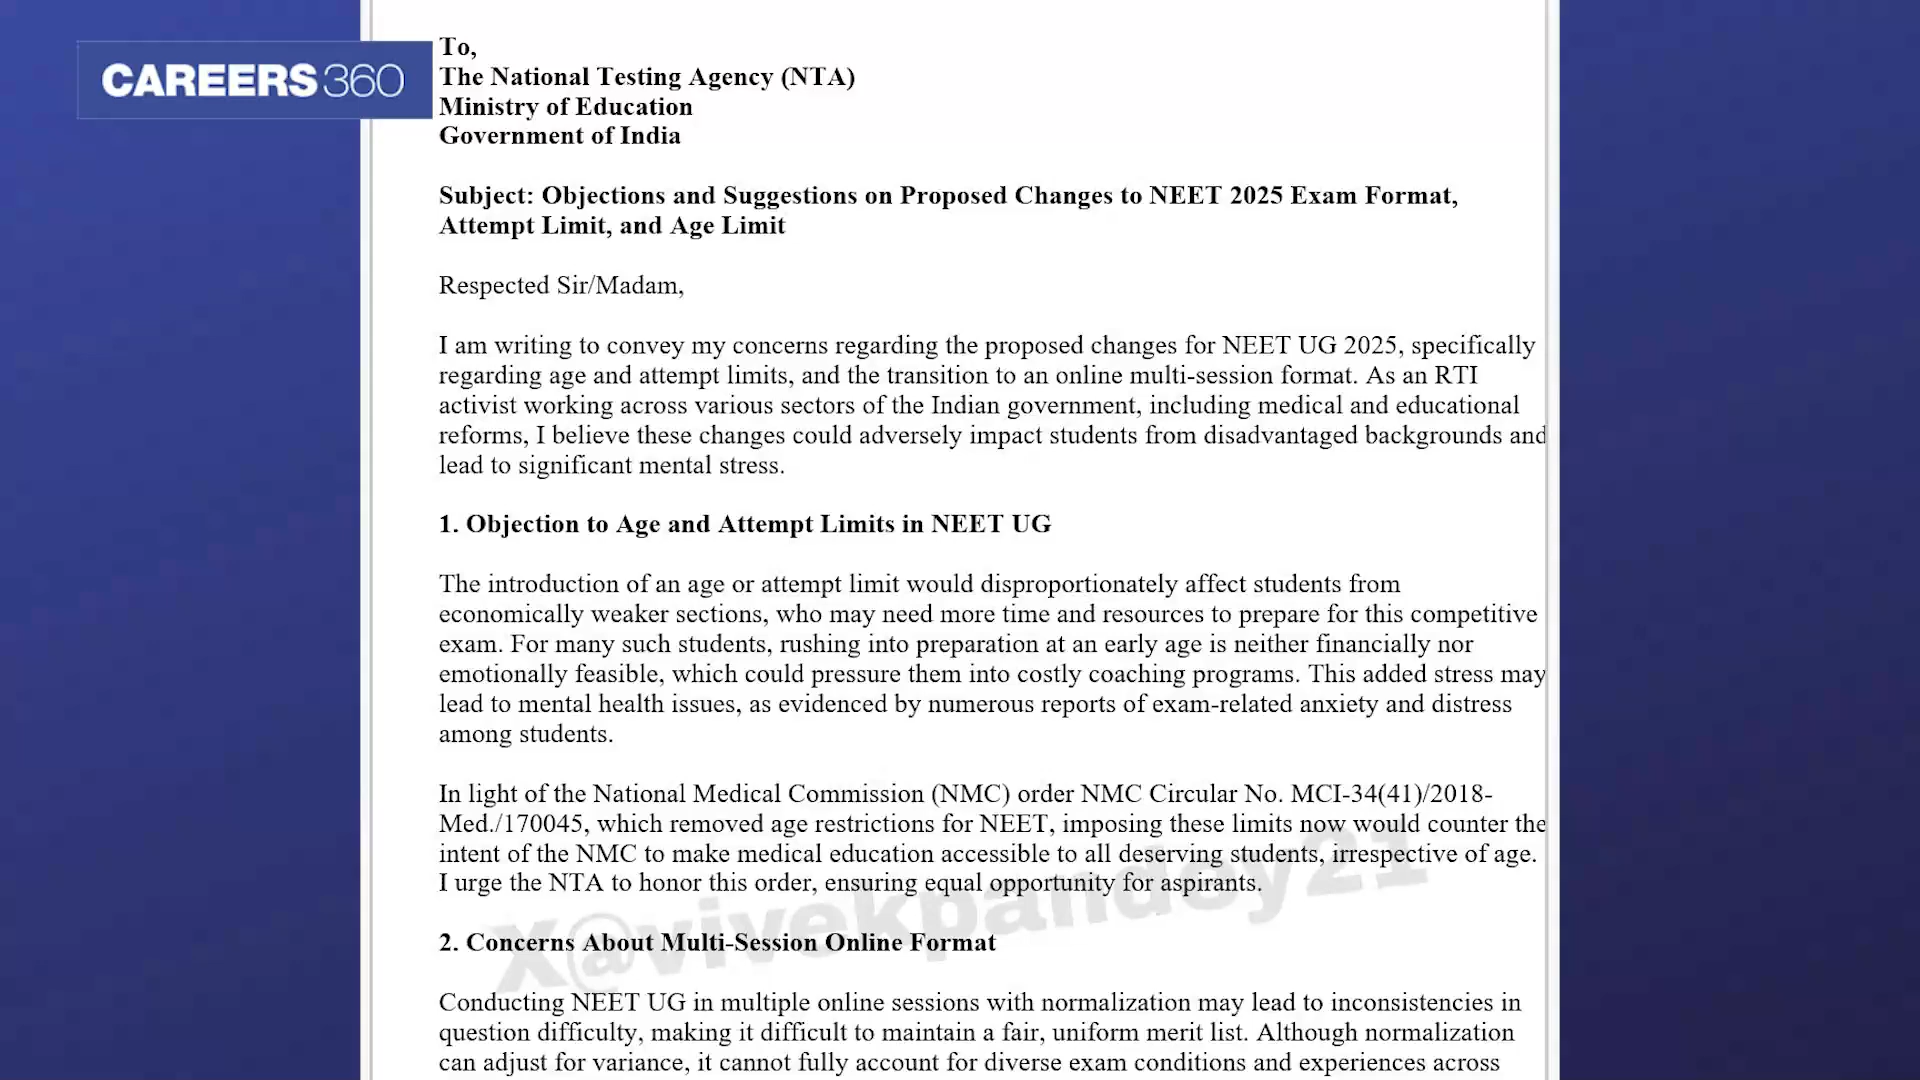 CAREERS360
To,
The National Testing Agency (NTA)
Ministry of Education
Government of India
Subject: Objections and Suggestions on Proposed Changes to NEET 2025 Exam Format,
Attempt Limit, and Age Limit
Respected Sir/Madam,
I am writing to convey my concerns regarding the proposed changes for NEET UG 2025, specifically
regarding age and attempt limits, and the transition to an online multi-session format. As an RTI
activist working across various sectors of the Indian government, including medical and educational
reforms, I believe these changes could adversely impact students from disadvantaged backgrounds and
lead to significant mental stress.
1. Objection to Age and Attempt Limits in NEET UG
The introduction of an age or attempt limit would disproportionately affect students from
economically weaker sections, who may need more time and resources to prepare for this competitive
exam. For many such students, rushing into preparation at an early age is neither financially nor
emotionally feasible, which could pressure them into costly coaching programs. This added stress may
lead to mental health issues, as evidenced by numerous reports of exam-related anxiety and distress
among students.
In light of the National Medical Commission (NMC) order NMC Circular No. MCI-34(41)/2018-
Med./170045, which removed age restrictions for NEET, imposing these limits now would counter the
intent of the NMC to make medical education accessible to all deserving students, irrespective of age.
I urge the NTA to honor this order, ensuring equal opportunity for aspirants.
X@vivekpandey21
2. Concerns About Multi-Session Online Format
Conducting NEET UG in multiple online sessions with normalization may lead to inconsistencies in
question difficulty, making it difficult to maintain a fair, uniform merit list. Although normalization
can adjust for variance, it cannot fully account for diverse exam conditions and experiences across